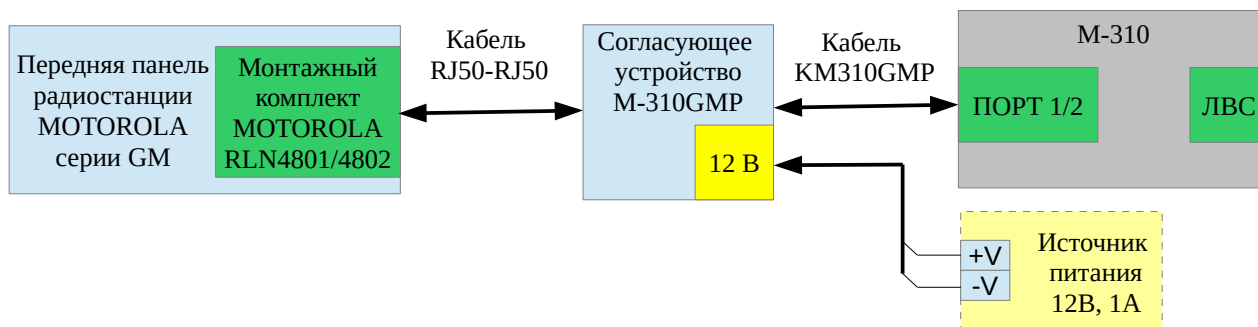 Передняя панель
радиостанции
MOTOROLA
серии GM
Монтажный
комплект
MOTOROLA
RLN4801/4802
Кабель
RJ50-RJ50
Согласующее
устройство
М-310GMP
12 В
Кабель
KM310GMP
М-310
ПОРТ 1/2
ЛВС
+V
-V
Источник
питания
12В, 1А